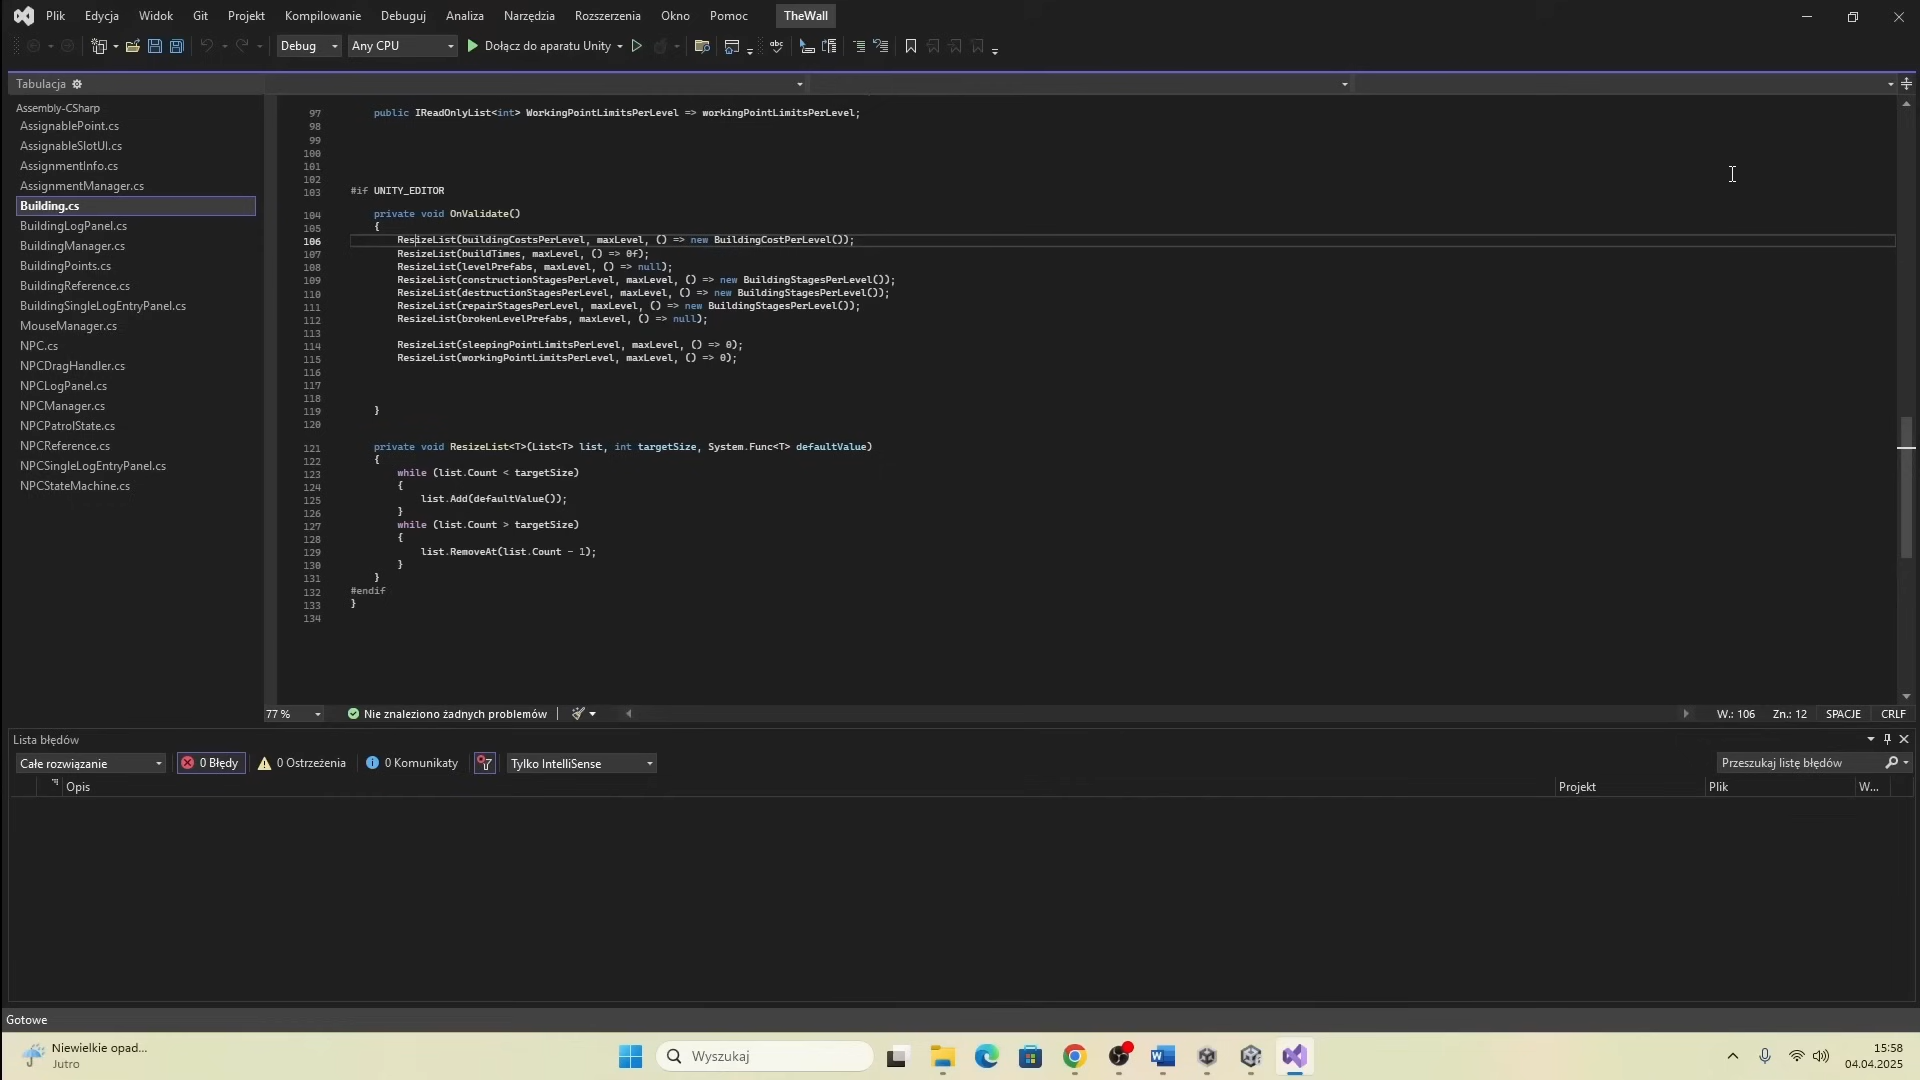 Plik Edycja Widok Git Projekt Kompilowanie Debuguj Analiza Narzędzia Rozszerzenia Okno Pomoc TheWall
Debug Any CPU Dołącz do aparatu Unity
Tabulacja
Assembly-CSharp
AssignablePoint.cs
AssignableSlotUI.cs
AssignmentInfo.cs
AssignmentManager.cs
Building.cs
BuildingLogPanel.cs
BuildingManager.cs
BuildingPoints.cs
BuildingReference.cs
BuildingSingleLogEntryPanel.cs
MouseManager.cs
NPC.cs
NPCDragHandler.cs
NPCLogPanel.cs
NPCManager.cs
NPCPatrolState.cs
NPCReference.cs
NPCSingleLogEntryPanel.cs
NPCStateMachine.cs
97 public IReadOnlyList<int> WorkingPointLimitsPerLevel => workingPointLimitsPerLevel;
98
99
100
101
102
103 #if UNITY_EDITOR
104 private void OnValidate()
105 {
106 ResizeList(buildingCostsPerLevel, maxLevel, () => new BuildingCostPerLevel());
107 ResizeList(buildTimes, maxLevel, () => 0f);
108 ResizeList(levelPrefabs, maxLevel, () => null);
109 ResizeList(constructionStagesPerLevel, maxLevel, () => new BuildingStagesPerLevel());
110 ResizeList(destructionStagesPerLevel, maxLevel, () => new BuildingStagesPerLevel());
111 ResizeList(repairStagesPerLevel, maxLevel, () => new BuildingStagesPerLevel());
112 ResizeList(brokenLevelPrefabs, maxLevel, () => null);
113
114 ResizeList(sleepingPointLimitsPerLevel, maxLevel, () => 0);
115 ResizeList(workingPointLimitsPerLevel, maxLevel, () => 0);
116
117
118
119 }
120
121 private void ResizeList<T>(List<T> list, int targetSize, System.Func<T> defaultValue)
122 {
123 while (list.Count < targetSize)
124 {
125 list.Add(defaultValue());
126 }
127 while (list.Count > targetSize)
128 {
129 list.RemoveAt(list.Count - 1);
130 }
131 }
132 #endif
133 }
134
77 % Nie znaleziono żadnych problemów W.: 106 Zn.: 12 SPACJE CRLF
Lista błędów
Całe rozwiązanie 0 Błędy 0 Ostrzeżenia 0 Komunikaty Tylko IntelliSense Przeszukaj listę błędów
Opis Projekt Plik W...
Gotowe
Niewielkie opad...
Jutro
Wyszukaj
15:58
04.04.2025